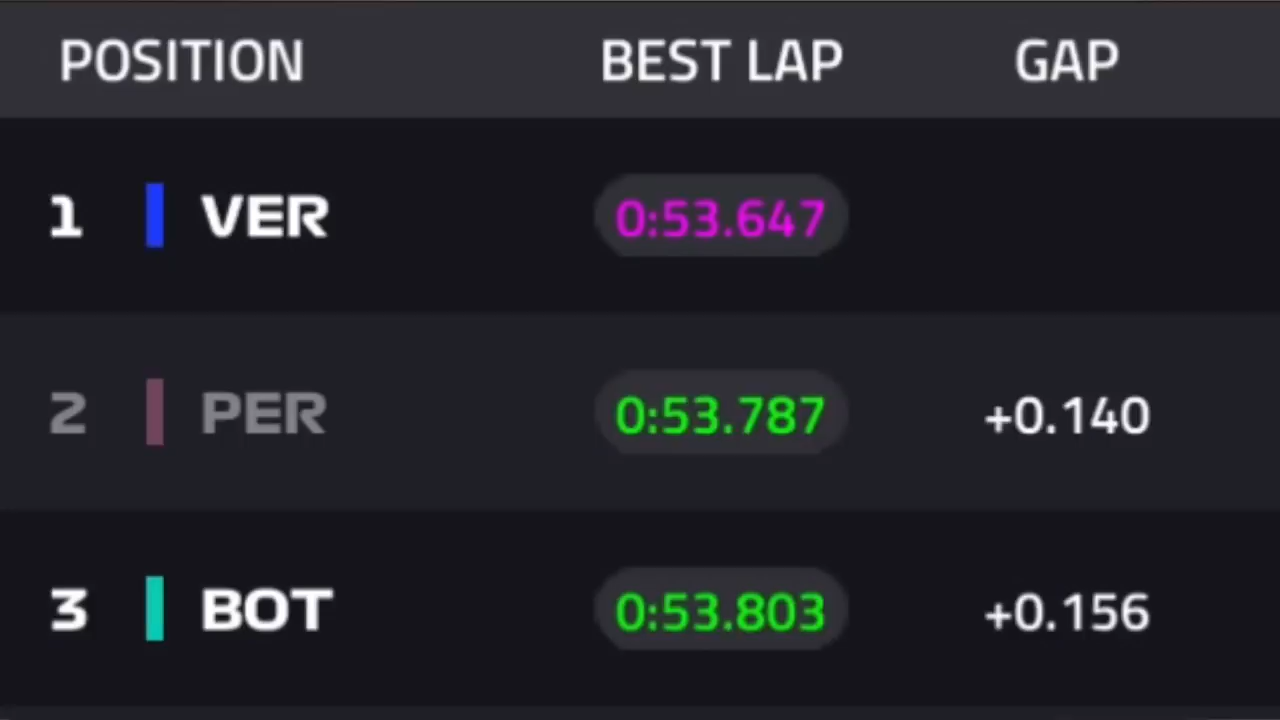 POSITION BEST LAP GAP
1 VER 0:53.647
2 PER 0:53.787 +0.140
3 BOT 0:53.803 +0.156